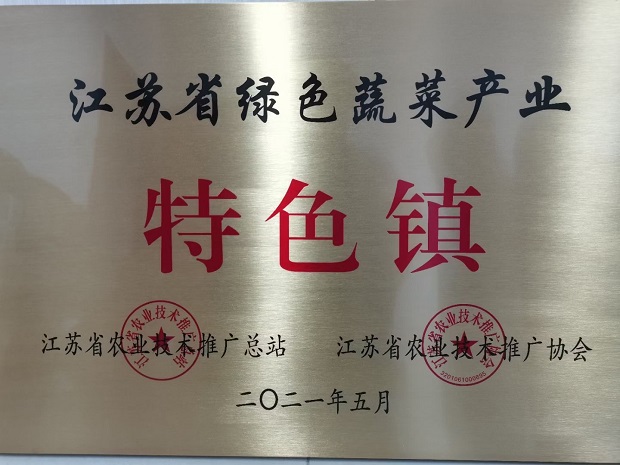 江苏省绿色蔬菜产业
特色镇
江苏省农业技术推广总站 江苏省农业技术推广协会
二〇二一年五月